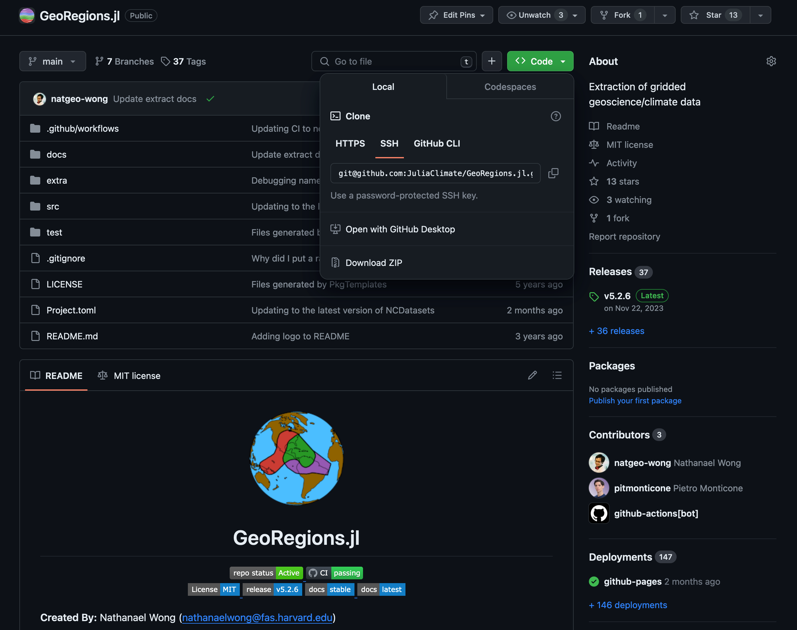 GeoRegions.jl Public
Edit Pins Unwatch 3 Fork 1 Star 13
main 7 Branches 37 Tags
Go to file t + Code
natgeo-wong Update extract docs
.github/workflows Updating CI to
docs Update extract
extra Debugging name
src Updating to the
test Files generated
.gitignore Why did I put a
LICENSE Files generated by PkgTemplates 5 years ago
Project.toml Updating to the latest version of NCDatasets 2 months ago
README.md Adding logo to README 3 years ago
Local Codespaces
Clone
HTTPS SSH GitHub CLI
git@github.com:JuliaClimate/GeoRegions.jl.
Use a password-protected SSH key.
Open with GitHub Desktop
Download ZIP
README MIT license
GeoRegions.jl
repo status Active CI passing
License MIT release v5.2.6 docs stable docs latest
Created By: Nathanael Wong (nathanaelwong@fas.harvard.edu)
About
Extraction of gridded
geoscience/climate data
Readme
MIT license
Activity
13 stars
3 watching
1 fork
Report repository
Releases 37
v5.2.6 Latest
on Nov 22, 2023
+ 36 releases
Packages
No packages published
Publish your first package
Contributors 3
natgeo-wong Nathanael Wong
pitmonticone Pietro Monticone
github-actions[bot]
Deployments 147
github-pages 2 months ago
+ 146 deployments